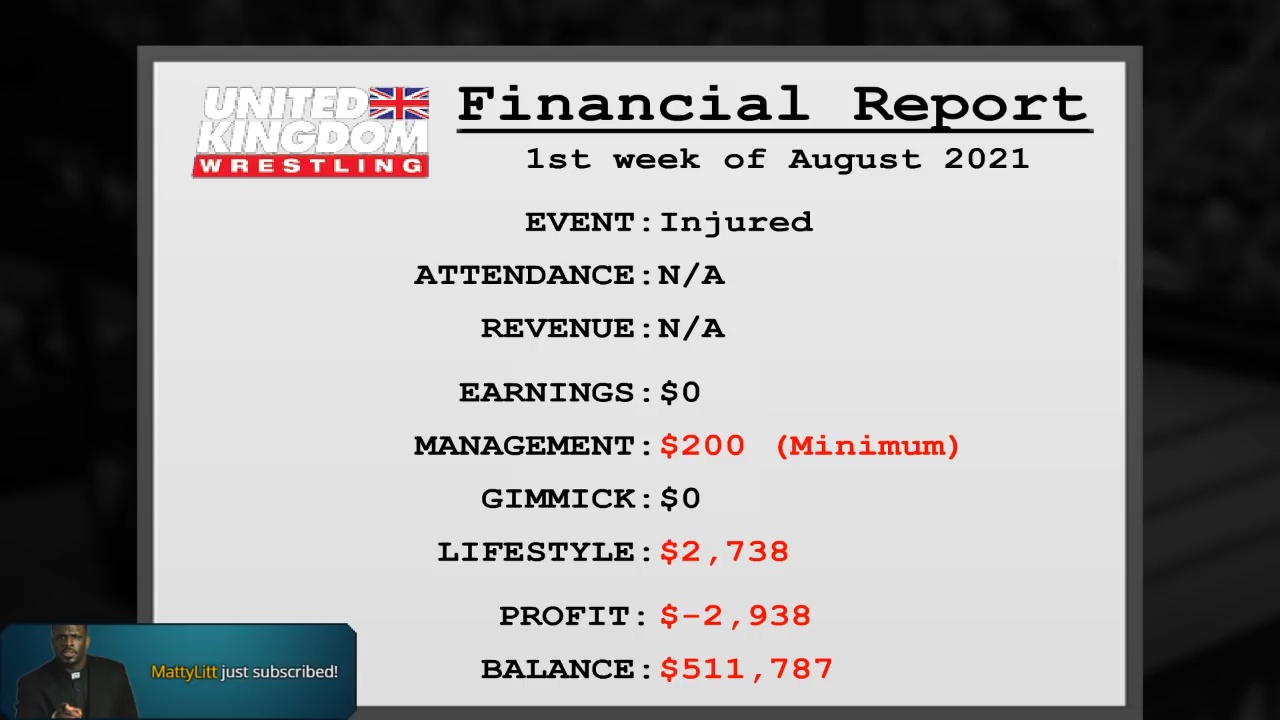 UNITED
KINGDOM
WRESTLING
Financial Report
1st week of August 2021
EVENT: Injured
ATTENDANCE: N/A
REVENUE: N/A
EARNINGS: $0
MANAGEMENT: $200 (Minimum)
GIMMICK: $0
LIFESTYLE: $2,738
PROFIT: $-2,938
BALANCE: $511,787
MattyLitt just subscribed!